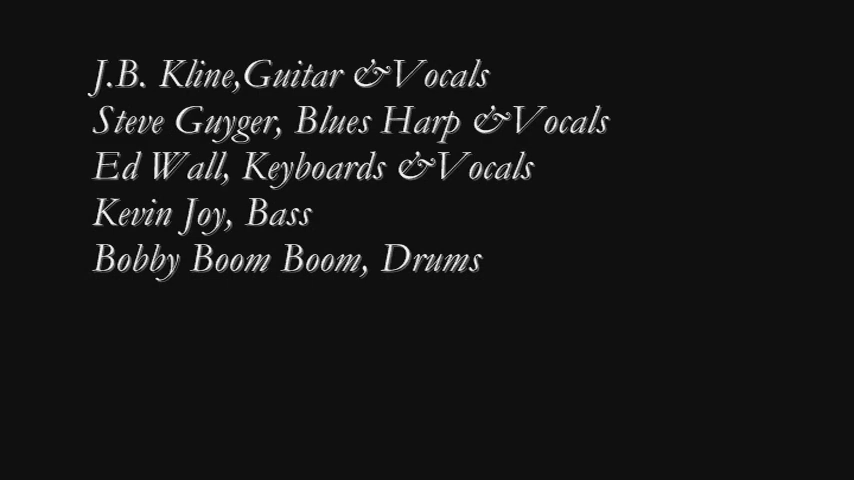 J.B. Kline,Guitar &Vocals
Steve Guyger, Blues Harp &Vocals
Ed Wall, Keyboards &Vocals
Kevin Joy, Bass
Bobby Boom Boom, Drums